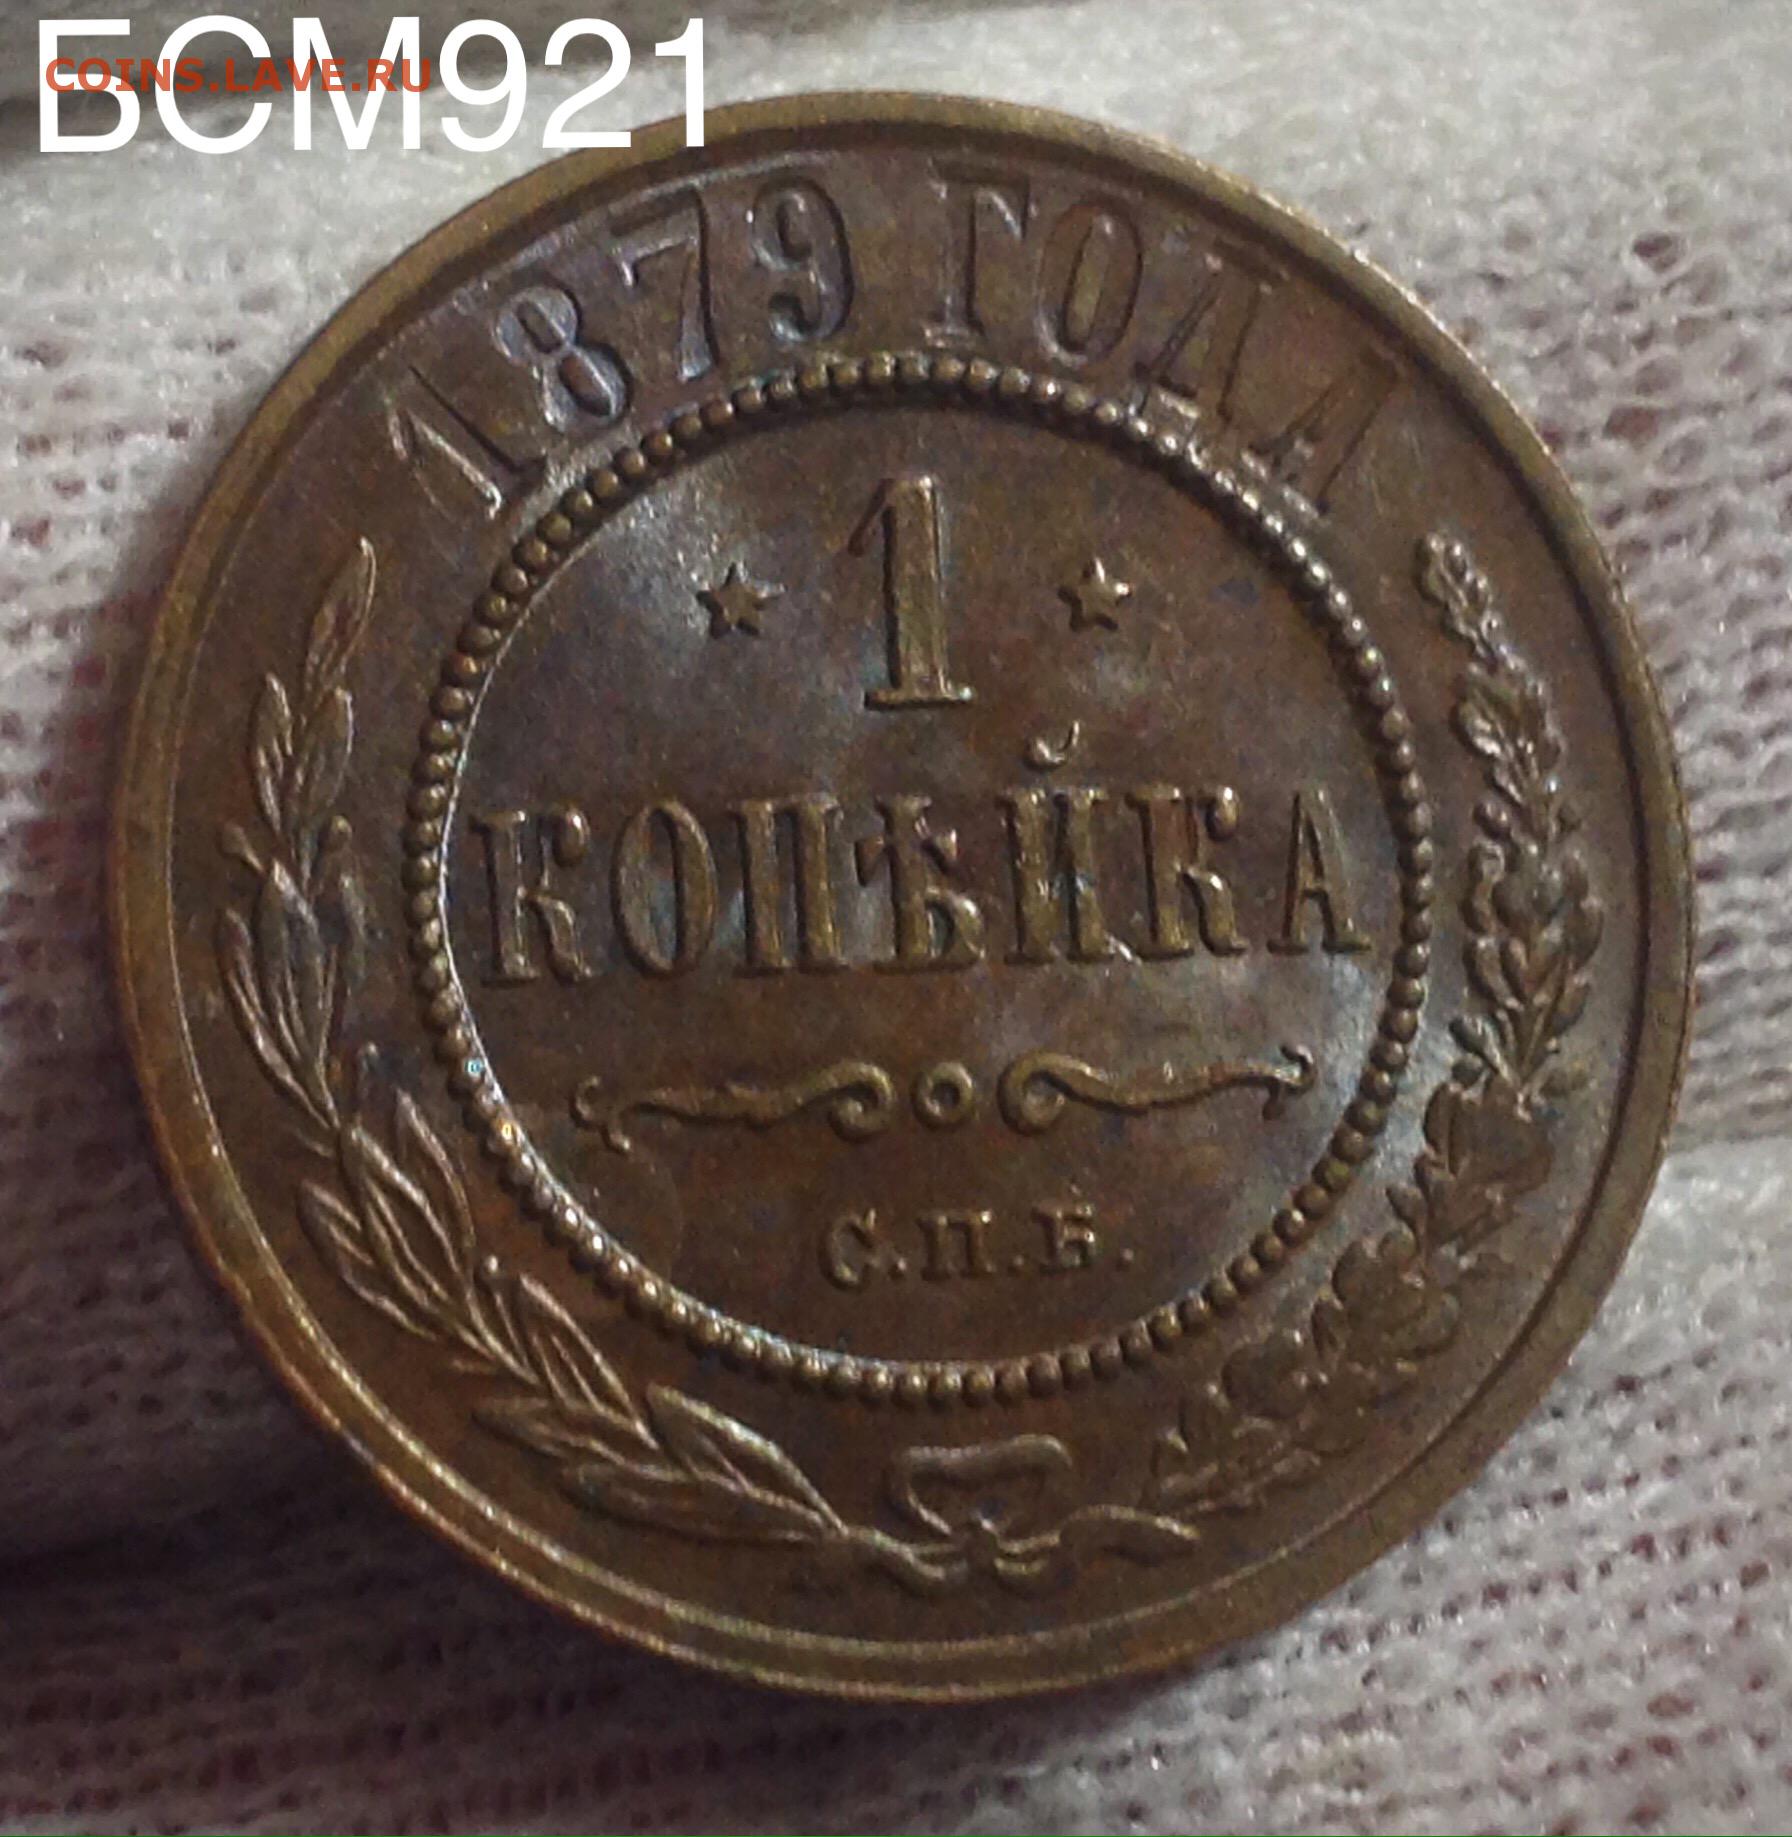 БСМ921
COINS.LAVE.RU
1879 ГОДА
1
КОПѢЙКА
С.П.Б.